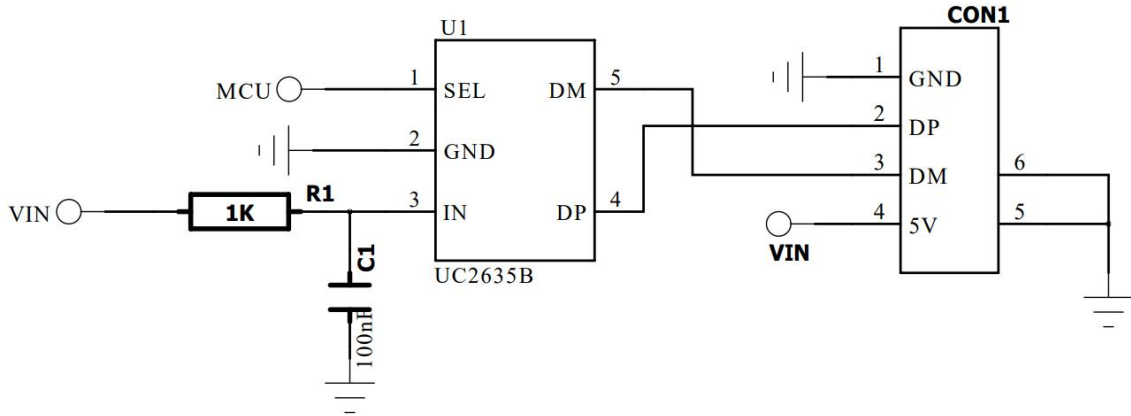 CON1
U1
MCU
1
SEL
DM
5
1
GND
2
GND
2
DP
VIN
R1
1K
3
IN
DP
4
3
DM
6
4
5V
5
VIN
C1
100nF
UC2635B